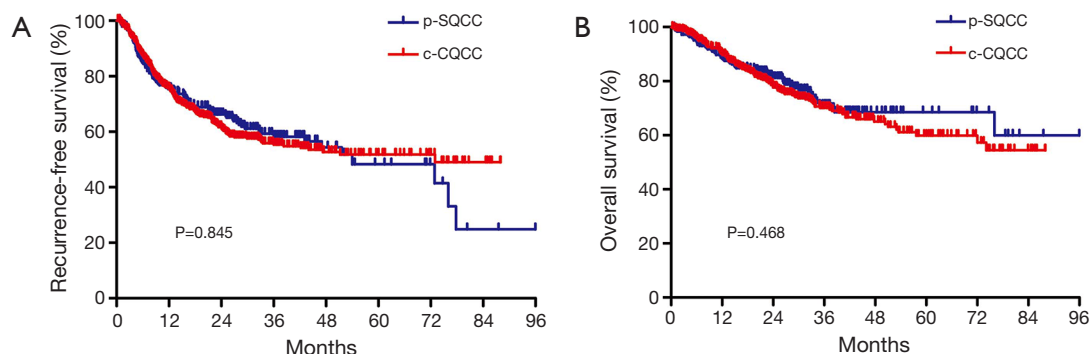 A
p-SQCC
c-CQCC
Recurrence-free survival (%)
100
80
60
40
20
0
P=0.845
0 12 24 36 48 60 72 84 96
Months
B
p-SQCC
c-CQCC
Overall survival (%)
100
80
60
40
20
0
P=0.468
0 12 24 36 48 60 72 84 96
Months